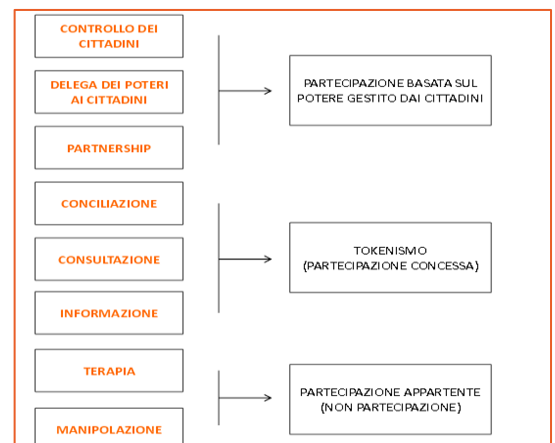 CONTROLLO DEI
CITTADINI
DELEGA DEI POTERI
AI CITTADINI
PARTECIPAZIONE BASATA SUL
POTERE GESTITO DAI CITTADINI
PARTNERSHIP
CONCILIAZIONE
CONSULTAZIONE
TOKENISMO
(PARTECIPAZIONE CONCESSA)
INFORMAZIONE
TERAPIA
PARTECIPAZIONE APPARTENTE
(NON PARTECIPAZIONE)
MANIPOLAZIONE